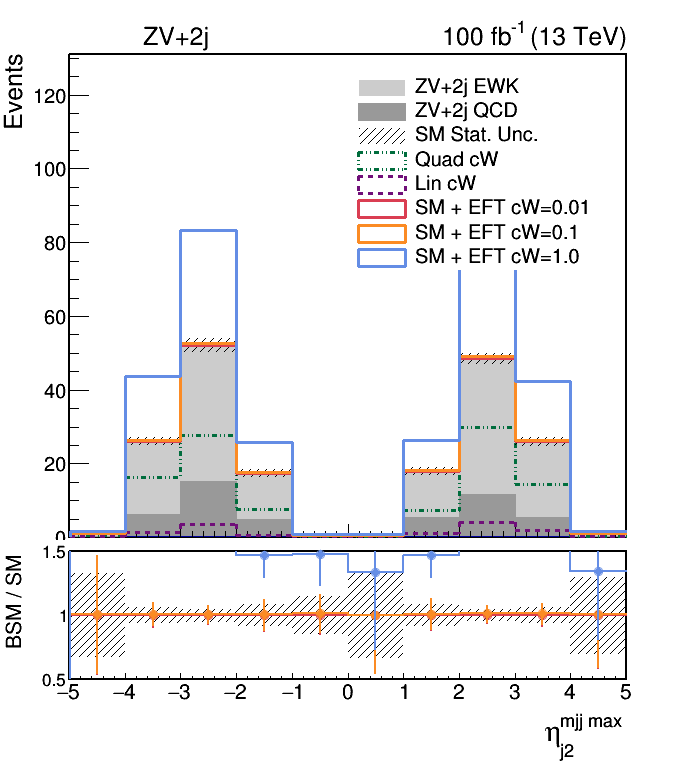 ZV+2j 100 fb⁻¹ (13 TeV)
Events
120
100
80
60
40
20
0
ZV+2j EWK
ZV+2j QCD
SM Stat. Unc.
Quad cW
Lin cW
SM + EFT cW=0.01
SM + EFT cW=0.1
SM + EFT cW=1.0
BSM / SM
1.5
1
0.5
−5 −4 −3 −2 −1 0 1 2 3 4 5
η_{j2}^{mjj max}